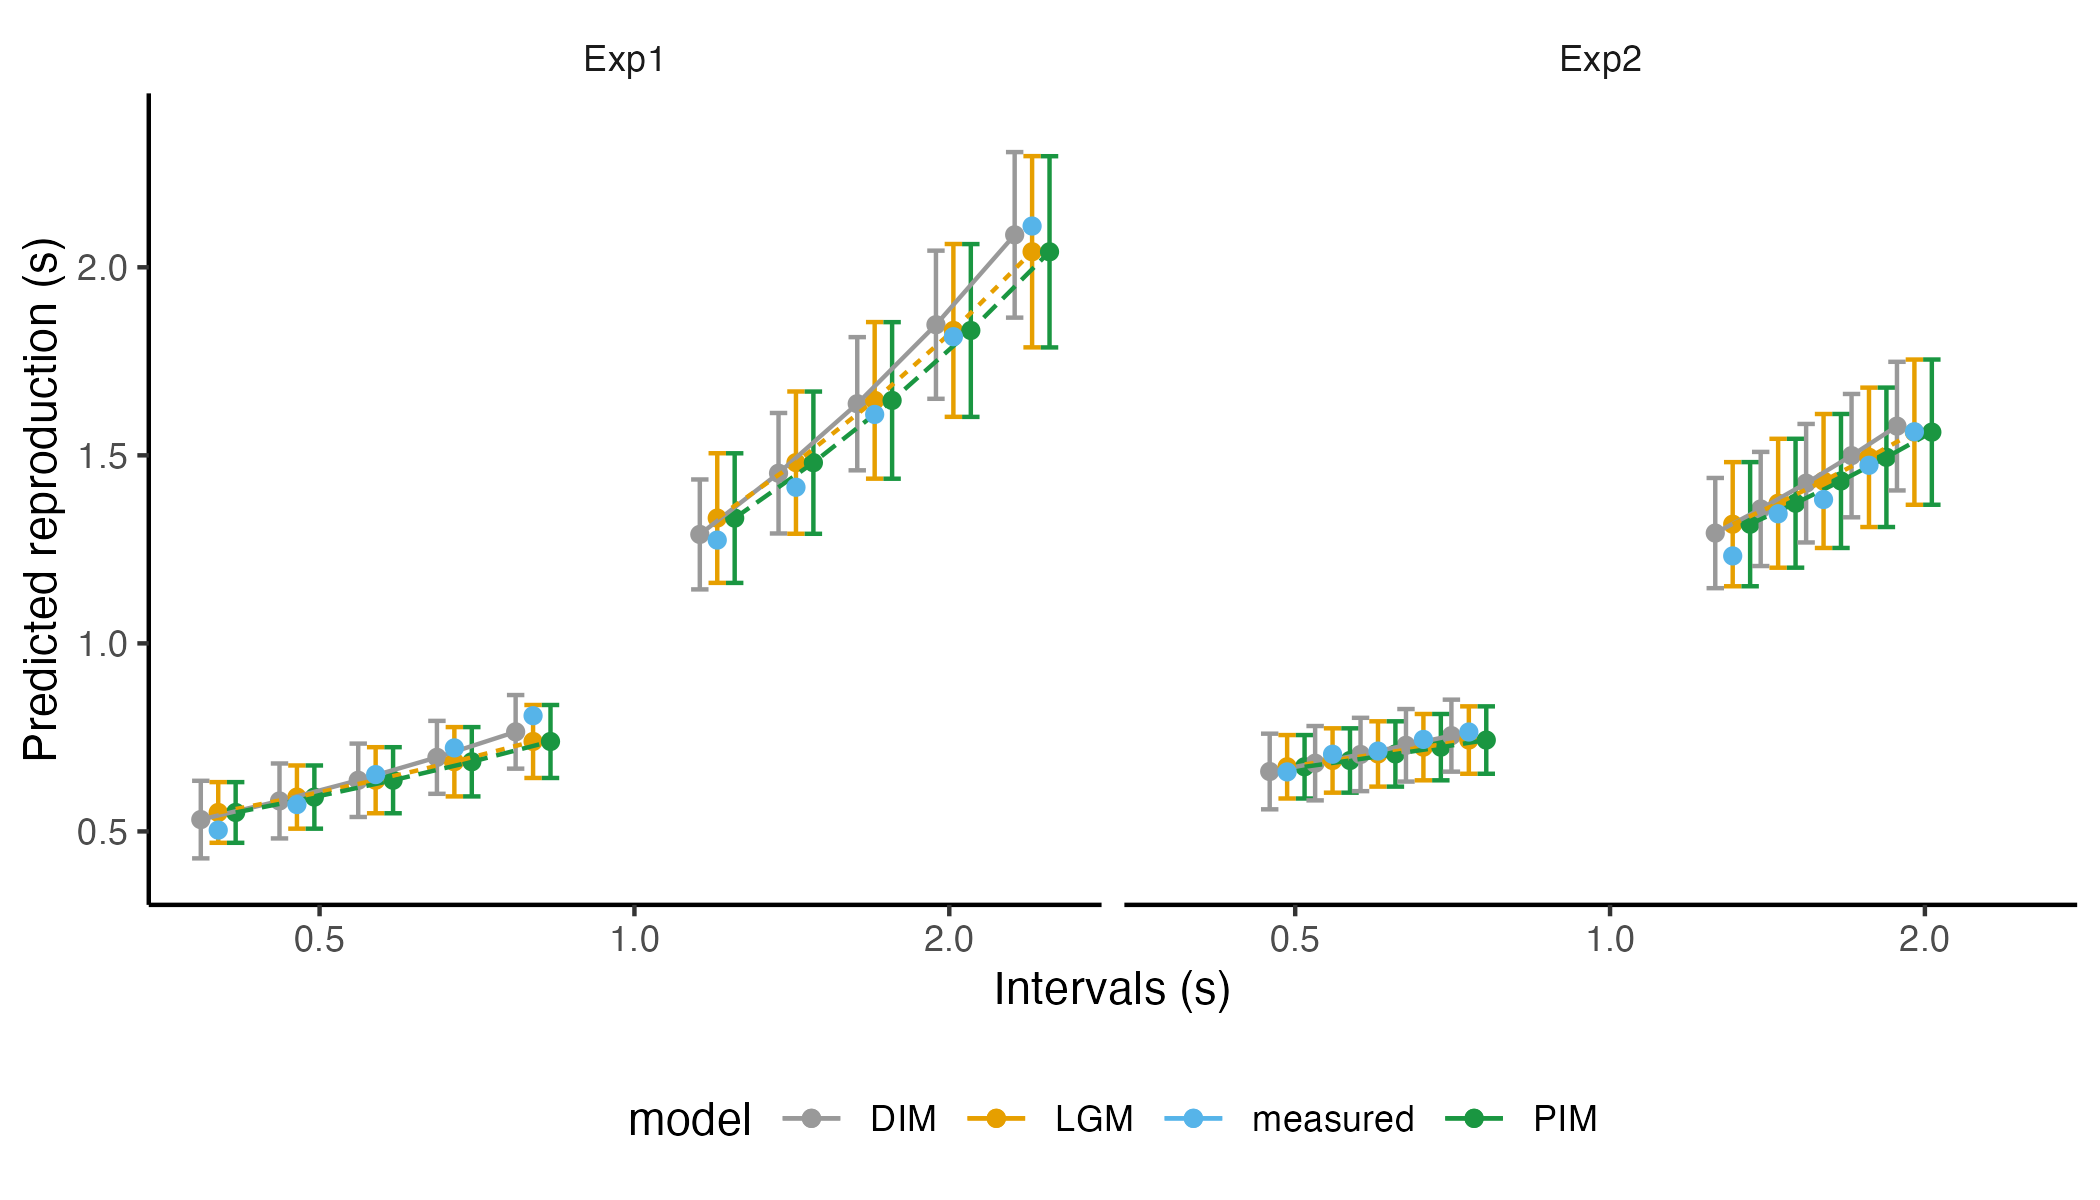 Exp1
Exp2
Predicted reproduction (s)
2.0
1.5
1.0
0.5
0.5 1.0 2.0
0.5 1.0 2.0
Intervals (s)
model DIM LGM measured PIM